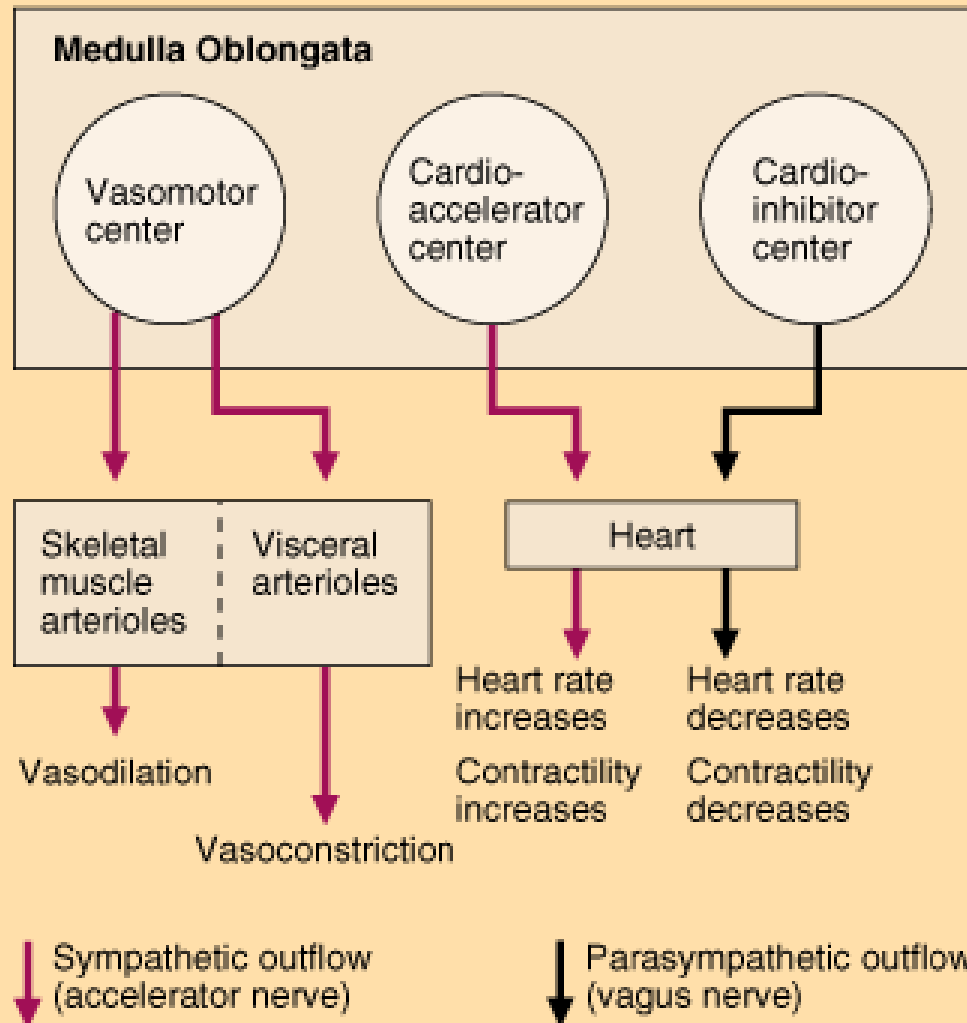 Medulla Oblongata
Vasomotor
center
Cardio-
accelerator
center
Cardio-
inhibitor
center
Skeletal
muscle
arterioles
Visceral
arterioles
Heart
Vasodilation
Vasoconstriction
Heart rate
increases
Contractility
increases
Heart rate
decreases
Contractility
decreases
Sympathetic outflow
(accelerator nerve)
Parasympathetic outflow
(vagus nerve)